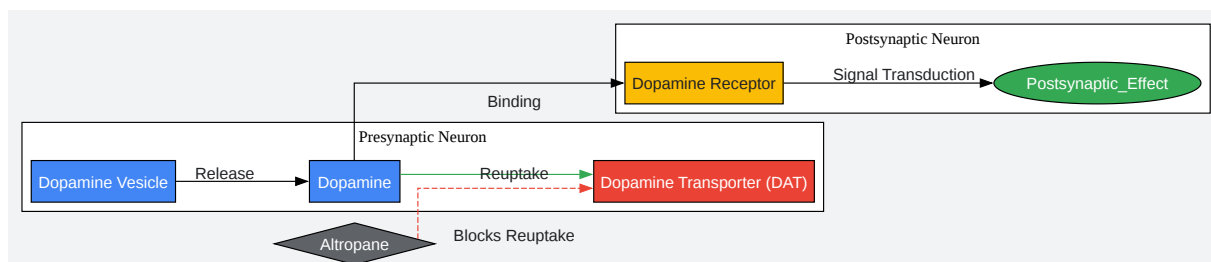 Postsynaptic Neuron
Dopamine Receptor
Signal Transduction
Postsynaptic_Effect
Binding
Presynaptic Neuron
Dopamine Vesicle
Release
Dopamine
Reuptake
Dopamine Transporter (DAT)
Altropane
Blocks Reuptake